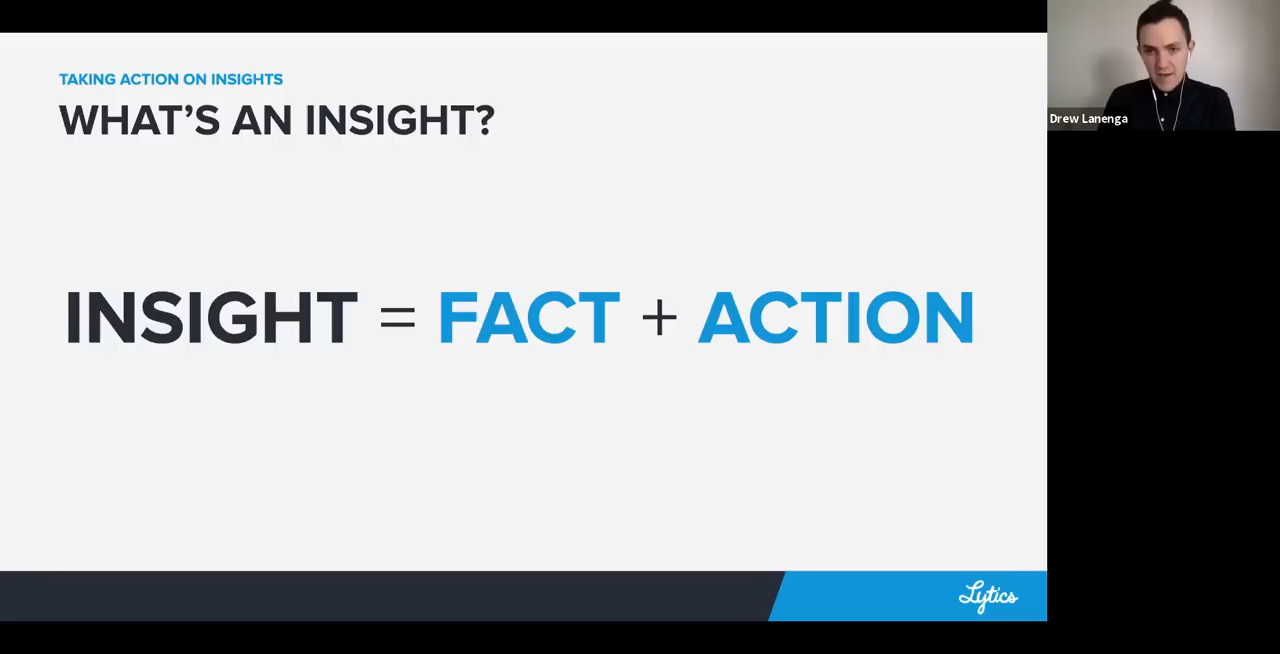 TAKING ACTION ON INSIGHTS
WHAT'S AN INSIGHT?
INSIGHT = FACT + ACTION
Lytics
Drew Lanenga